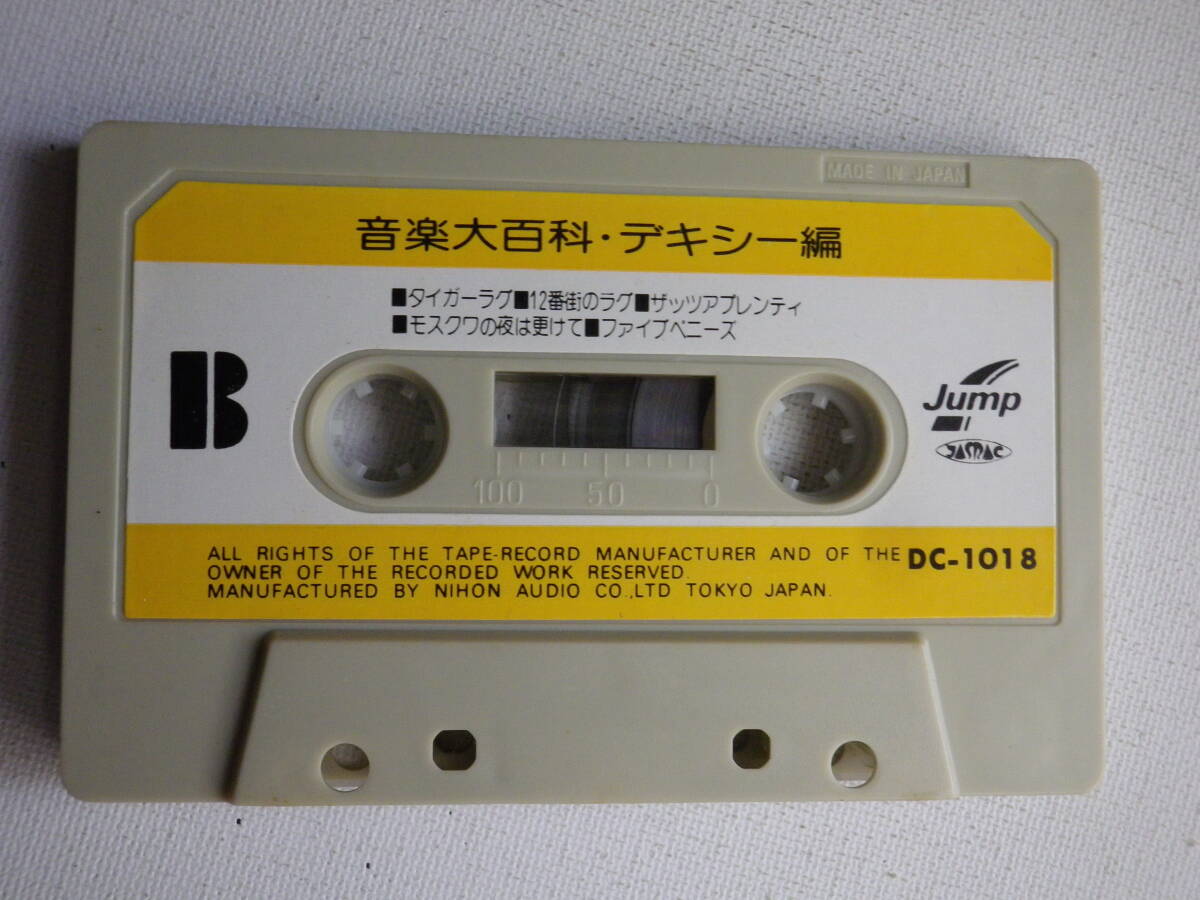 MADE IN JAPAN
音楽大百科・デキシー編
■タイガーラグ■12番街のラグ■ザッツアプレンティ
■モスクワの夜は更けて■ファイブペニーズ
B
Jump
JASRAC
100 50 0
ALL RIGHTS OF THE TAPE-RECORD MANUFACTURER AND OF THE DC-1018
OWNER OF THE RECORDED WORK RESERVED.
MANUFACTURED BY NIHON AUDIO CO.,LTD TOKYO JAPAN.